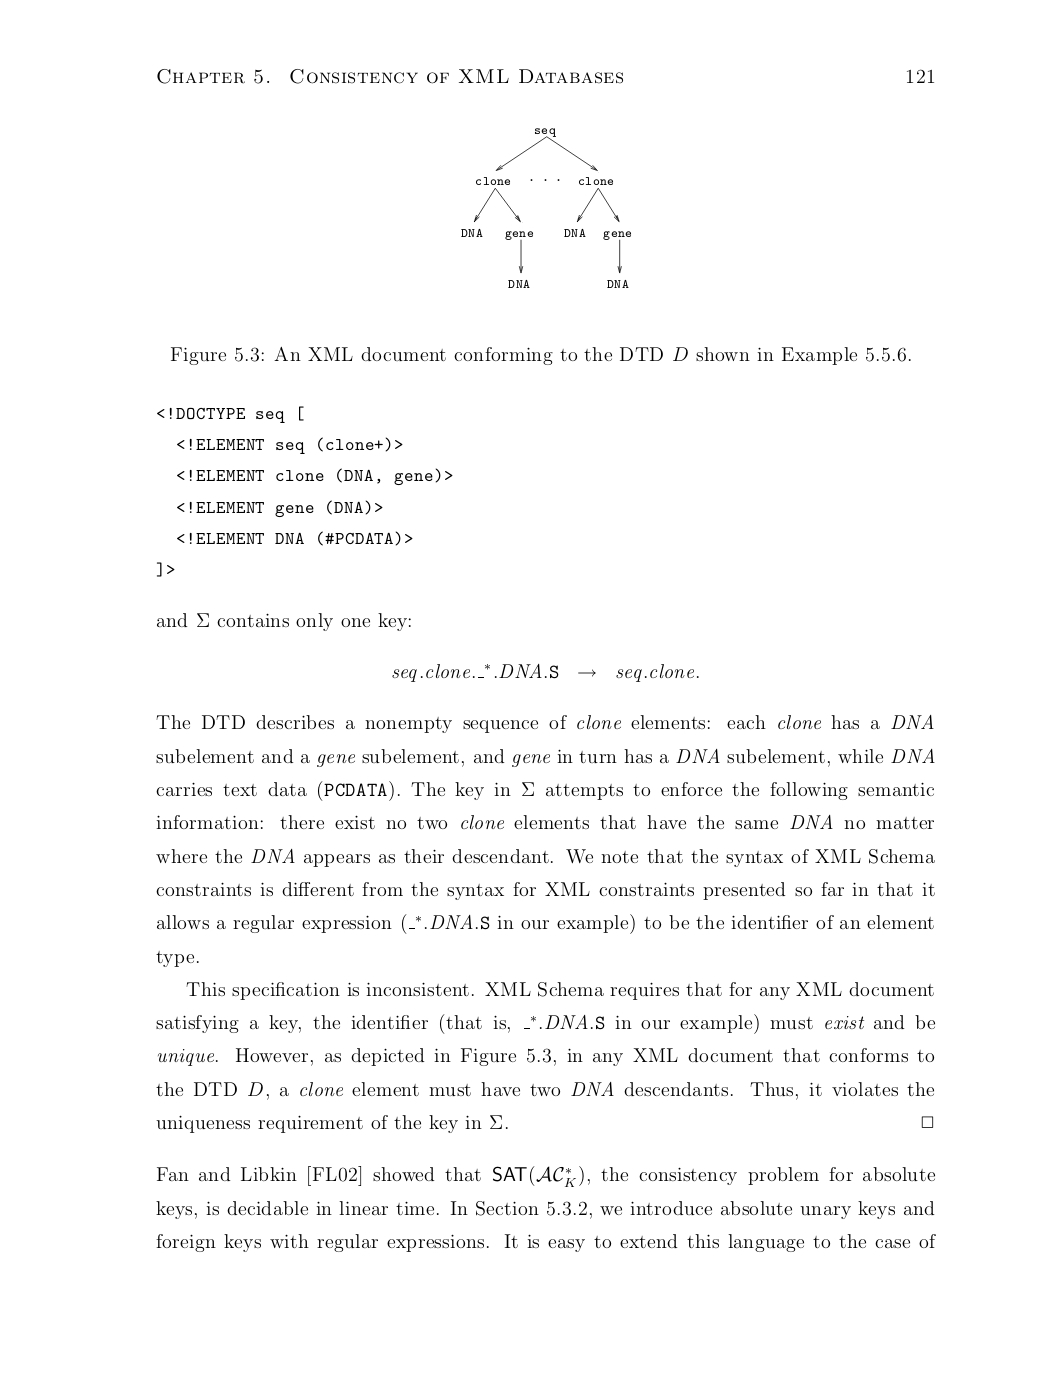 CHAPTER 5. CONSISTENCY OF XML DATABASES 121
seq
clone · · · clone
DNA gene DNA gene
DNA DNA
Figure 5.3: An XML document conforming to the DTD D shown in Example 5.5.6.
<!DOCTYPE seq [
<!ELEMENT seq (clone+)>
<!ELEMENT clone (DNA, gene)>
<!ELEMENT gene (DNA)>
<!ELEMENT DNA (#PCDATA)>
]>
and Σ contains only one key:
seq.clone._*.DNA.S → seq.clone.
The DTD describes a nonempty sequence of clone elements: each clone has a DNA
subelement and a gene subelement, and gene in turn has a DNA subelement, while DNA
carries text data (PCDATA). The key in Σ attempts to enforce the following semantic
information: there exist no two clone elements that have the same DNA no matter
where the DNA appears as their descendant. We note that the syntax of XML Schema
constraints is different from the syntax for XML constraints presented so far in that it
allows a regular expression (_*.DNA.S in our example) to be the identifier of an element
type.
This specification is inconsistent. XML Schema requires that for any XML document
satisfying a key, the identifier (that is, _*.DNA.S in our example) must exist and be
unique. However, as depicted in Figure 5.3, in any XML document that conforms to
the DTD D, a clone element must have two DNA descendants. Thus, it violates the
uniqueness requirement of the key in Σ. □
Fan and Libkin [FL02] showed that SAT(𝒜𝒞*_K), the consistency problem for absolute
keys, is decidable in linear time. In Section 5.3.2, we introduce absolute unary keys and
foreign keys with regular expressions. It is easy to extend this language to the case of